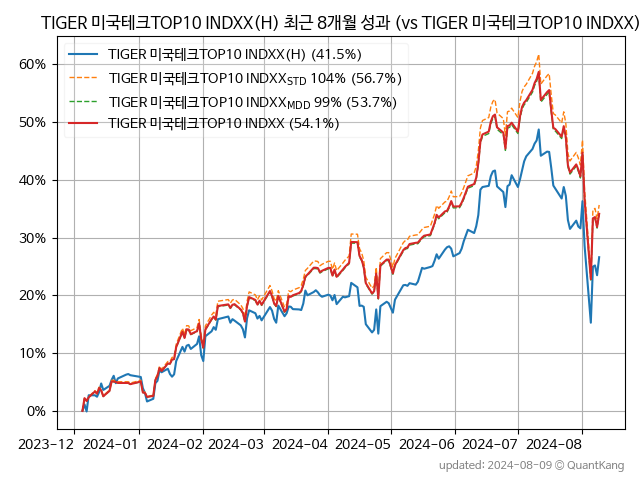 TIGER 미국테크TOP10 INDXX(H) 최근 8개월 성과 (vs TIGER 미국테크TOP10 INDXX)
TIGER 미국테크TOP10 INDXX(H) (41.5%)
TIGER 미국테크TOP10 INDXX STD 104% (56.7%)
TIGER 미국테크TOP10 INDXX MDD 99% (53.7%)
TIGER 미국테크TOP10 INDXX (54.1%)
60%
50%
40%
30%
20%
10%
0%
2023-12 2024-01 2024-02 2024-03 2024-04 2024-05 2024-06 2024-07 2024-08
updated: 2024-08-09 © QuantKang